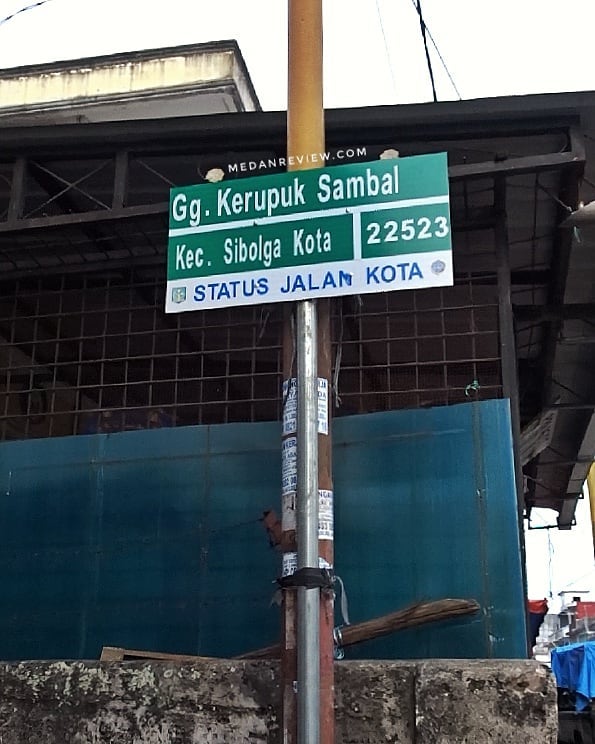 MEDANREVIEW.COM
Gg. Kerupuk Sambal
Kec. Sibolga Kota
22523
STATUS JALAN KOTA